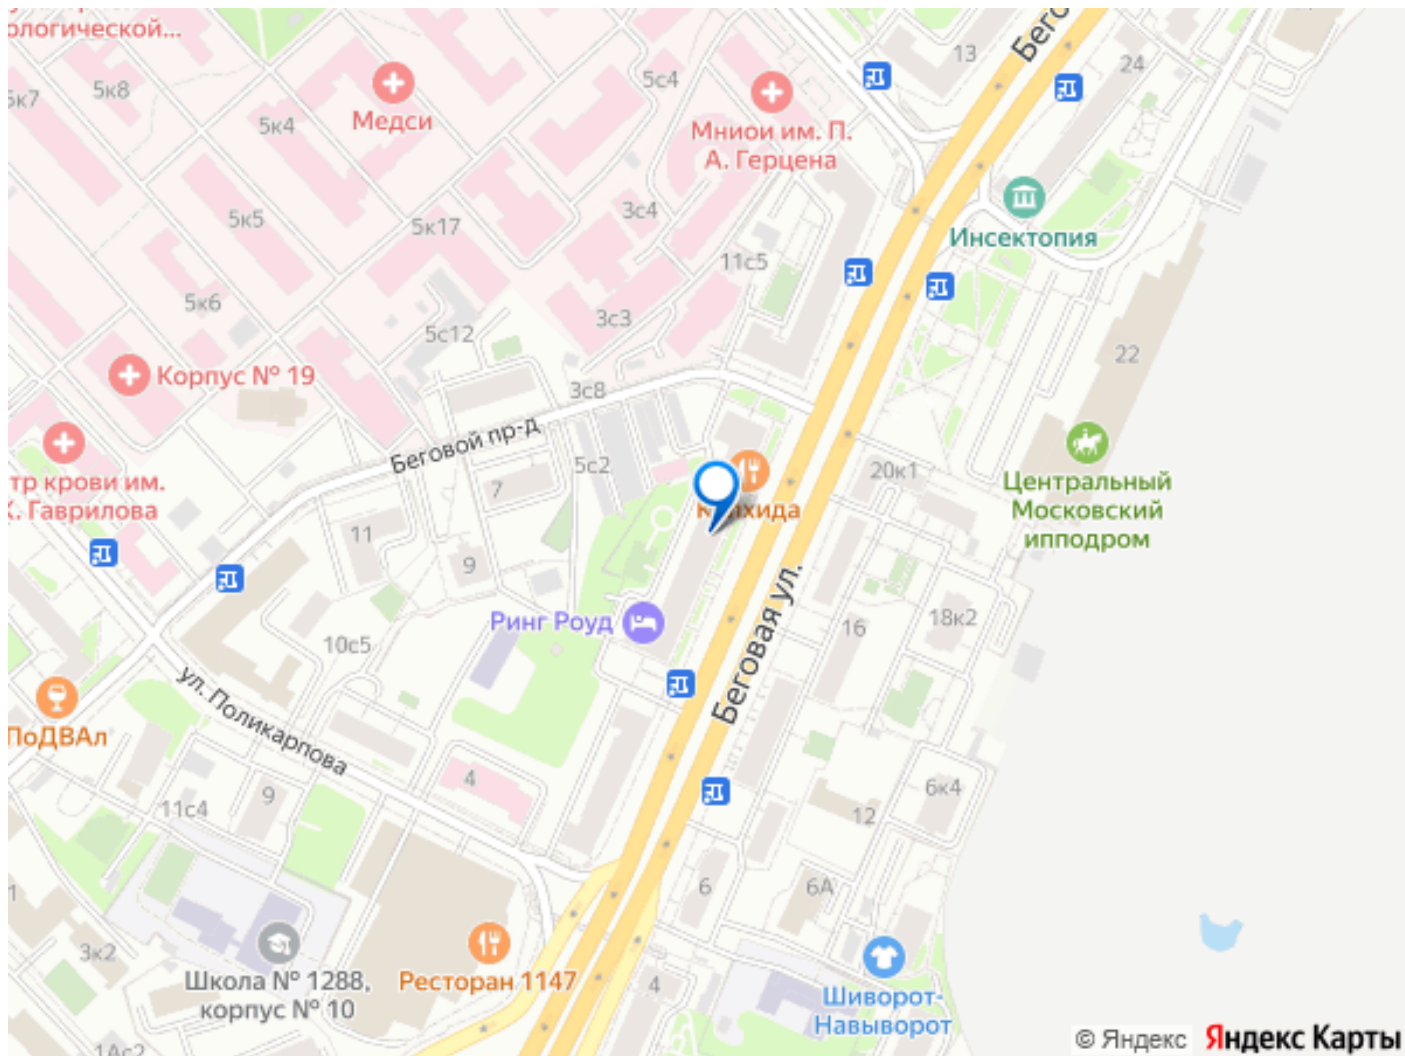 ологической...
5к7
5к8
5к4
Медси
5с4
Мниои им. П.
А. Герцена
13
Бего
24
5к5
5к17
3с4
11с5
Инсектопия
5к6
5с12
3с3
22
Корпус № 19
3с8
Беговой пр-д
тр крови им.
К. Гаврилова
5с2
7
20к1
Центральный
Московский
ипподром
11
9
Ринг Роуд
Беговая ул.
16
18к2
10с5
ул. Поликарпова
ПоДВАл
4
11с4
9
12
6к4
6
6А
1
3к2
Школа № 1288,
корпус № 10
Ресторан 1147
4
Шиворот-
Навыворот
1Ас2
© Яндекс
Яндекс Карты